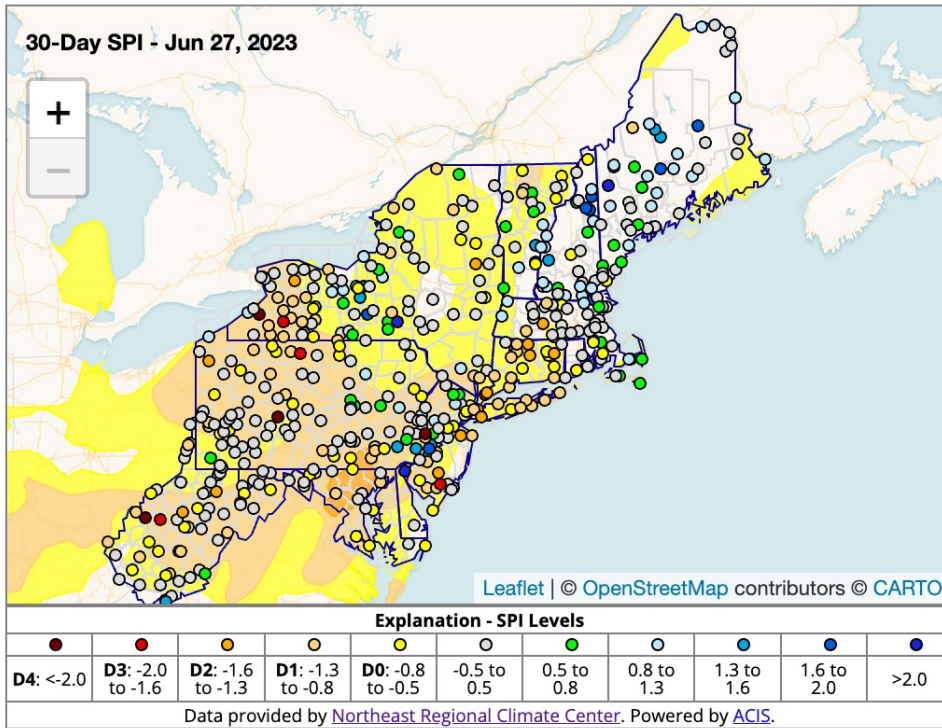 30-Day SPI - Jun 27, 2023
+
−
Leaflet | © OpenStreetMap contributors © CARTO
Explanation - SPI Levels
D4: <-2.0
D3: -2.0 to -1.6
D2: -1.6 to -1.3
D1: -1.3 to -0.8
D0: -0.8 to -0.5
-0.5 to 0.5
0.5 to 0.8
0.8 to 1.3
1.3 to 1.6
1.6 to 2.0
>2.0
Data provided by Northeast Regional Climate Center. Powered by ACIS.